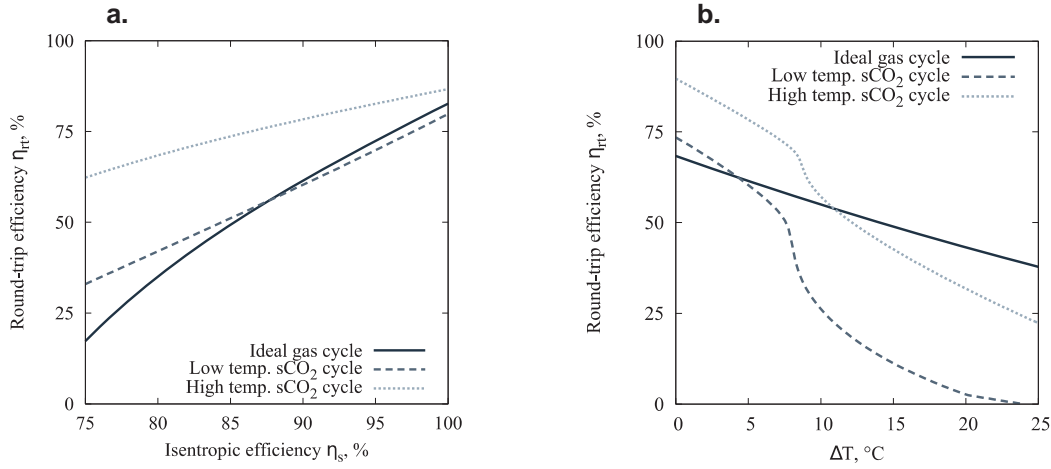 a.
100
75
50
25
0
75 80 85 90 95 100
Round-trip efficiency ηrt, %
Isentropic efficiency ηs, %
Ideal gas cycle
Low temp. sCO2 cycle
High temp. sCO2 cycle
b.
100
75
50
25
0
0 5 10 15 20 25
Round-trip efficiency ηrt, %
ΔT, °C
Ideal gas cycle
Low temp. sCO2 cycle
High temp. sCO2 cycle